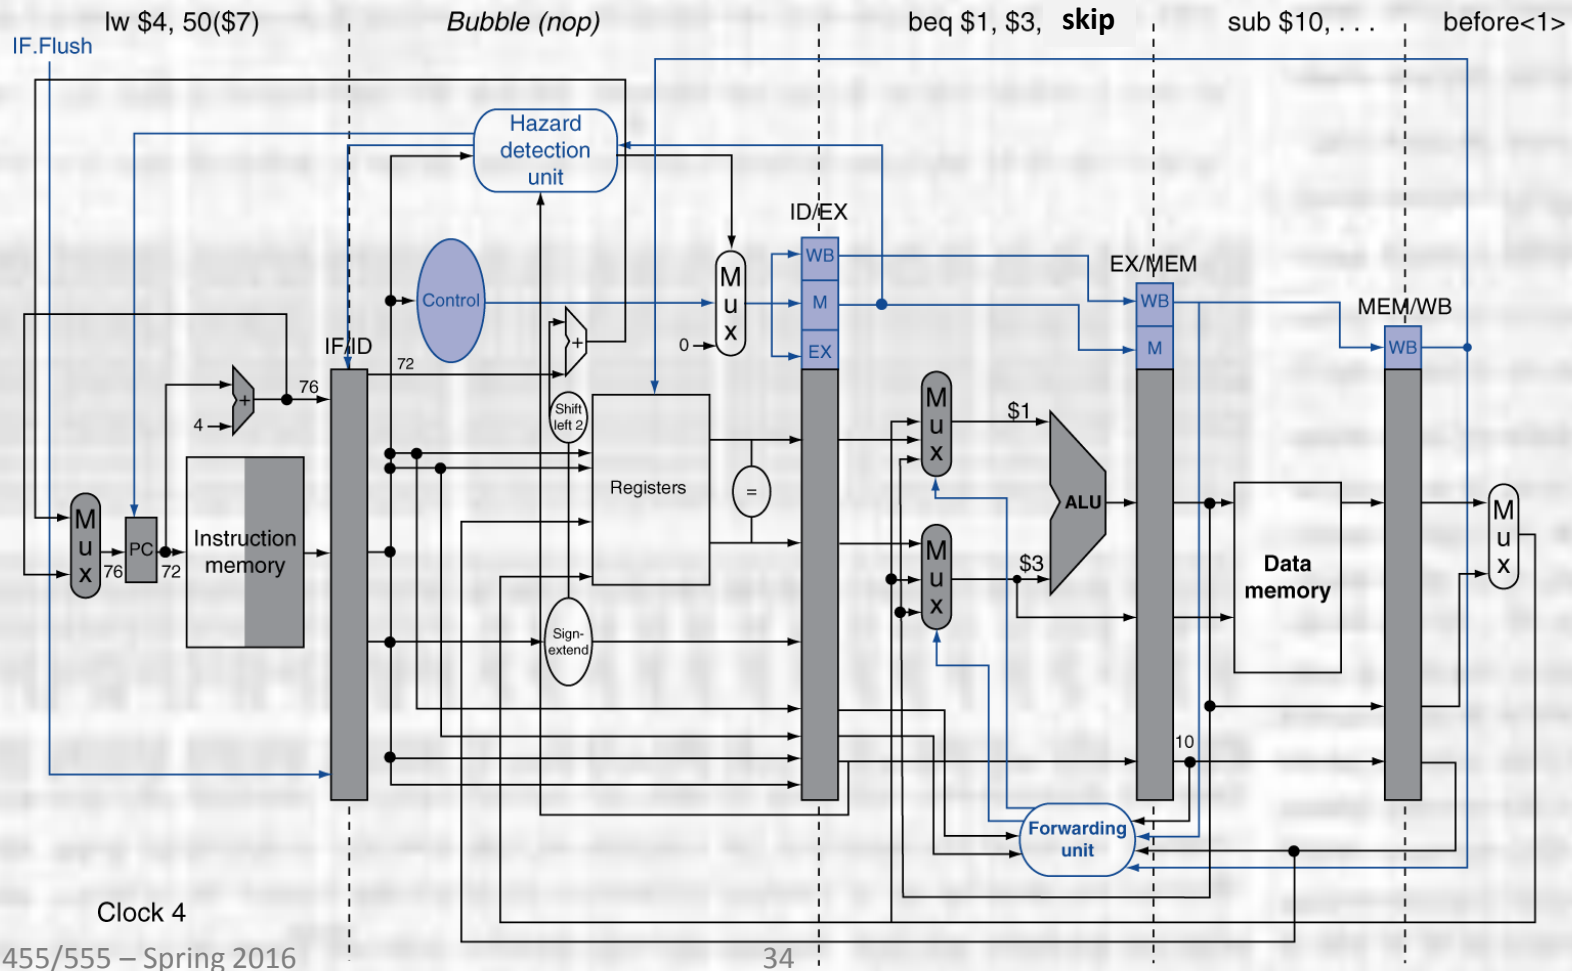 lw $4, 50($7)
Bubble (nop)
beq $1, $3, skip
sub $10, . . .
before<1>
IF.Flush
Hazard
detection
unit
ID/EX
WB
M
EX
EX/MEM
WB
M
MEM/WB
WB
Control
M
u
x
0
IF/ID
72
+
76
4
+
Shift
left 2
M
u
x
$1
Registers
=
ALU
M
u
x
PC
76
72
Instruction
memory
M
u
x
$3
Data
memory
M
u
x
Sign-
extend
10
Forwarding
unit
Clock 4
455/555 – Spring 2016
34